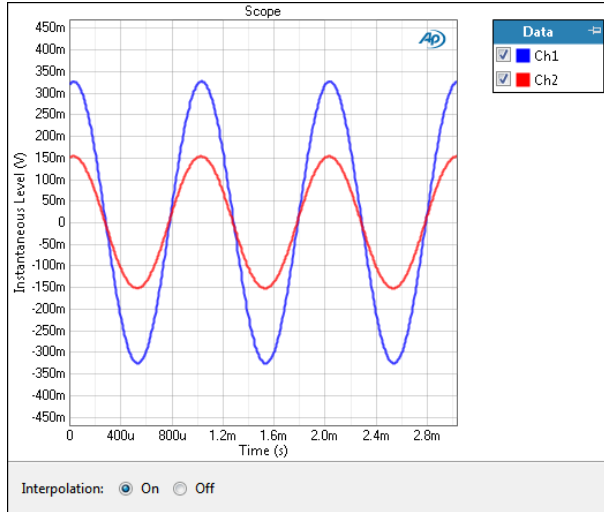 Scope
AP
Data
Ch1
Ch2
Instantaneous Level (V)
450m
400m
350m
300m
250m
200m
150m
100m
50m
0
-50m
-100m
-150m
-200m
-250m
-300m
-350m
-400m
-450m
0 400u 800u 1.2m 1.6m 2.0m 2.4m 2.8m
Time (s)
Interpolation: On Off